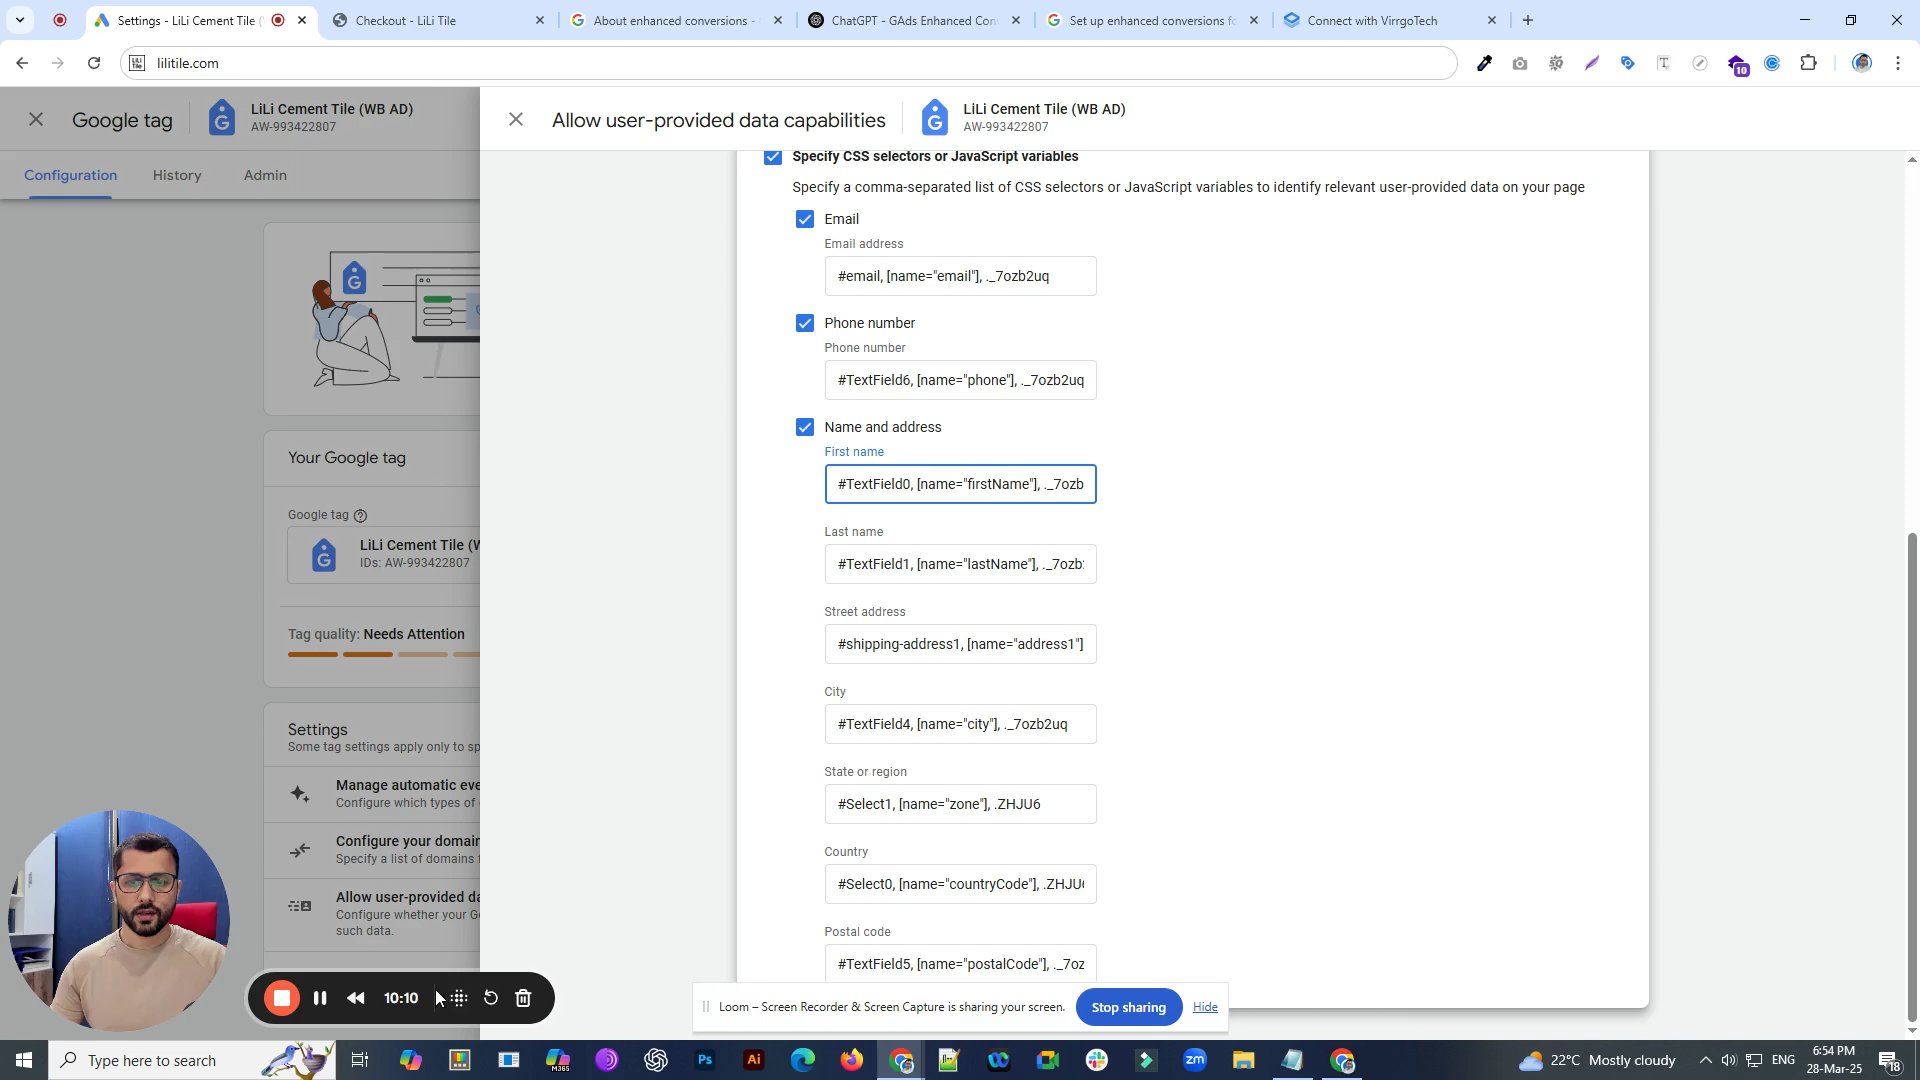 Settings - LiLi Cement Tile (
Checkout - LiLi Tile
About enhanced conversions -
ChatGPT - GAds Enhanced Con
Set up enhanced conversions fo
Connect with VirrgoTech
lilitile.com
10
Google tag
LiLi Cement Tile (WB AD)
AW-993422807
Configuration
History
Admin
Your Google tag
Google tag
LiLi Cement Tile (W
IDs: AW-993422807
Tag quality: Needs Attention
Settings
Some tag settings apply only to sp
Manage automatic eve
Configure which types of
Configure your domain
Specify a list of domains
Allow user-provided da
Configure whether your G
such data.
Allow user-provided data capabilities
LiLi Cement Tile (WB AD)
AW-993422807
Specify CSS selectors or JavaScript variables
Specify a comma-separated list of CSS selectors or JavaScript variables to identify relevant user-provided data on your page
Email
Email address
#email, [name="email"], ._7ozb2uq
Phone number
Phone number
#TextField6, [name="phone"], ._7ozb2uq
Name and address
First name
#TextField0, [name="firstName"], ._7ozb
Last name
#TextField1, [name="lastName"], ._7ozb
Street address
#shipping-address1, [name="address1"]
City
#TextField4, [name="city"], ._7ozb2uq
State or region
#Select1, [name="zone"], .ZHJU6
Country
#Select0, [name="countryCode"], .ZHJU
Postal code
#TextField5, [name="postalCode"], ._7oz
10:10
Loom – Screen Recorder & Screen Capture is sharing your screen.
Stop sharing
Hide
Type here to search
22°C Mostly cloudy
ENG
6:54 PM
28-Mar-25
18